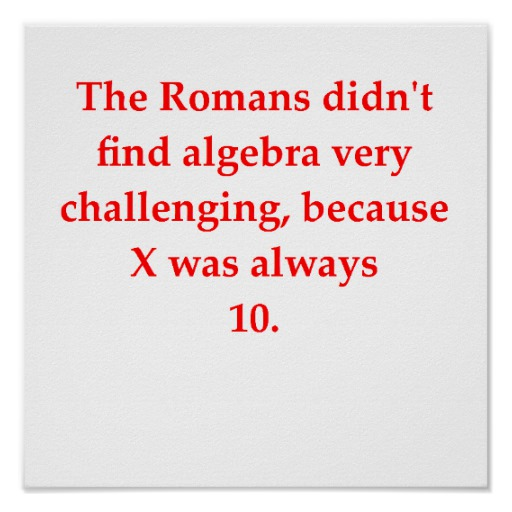 The Romans didn't
find algebra very
challenging, because
X was always
10.